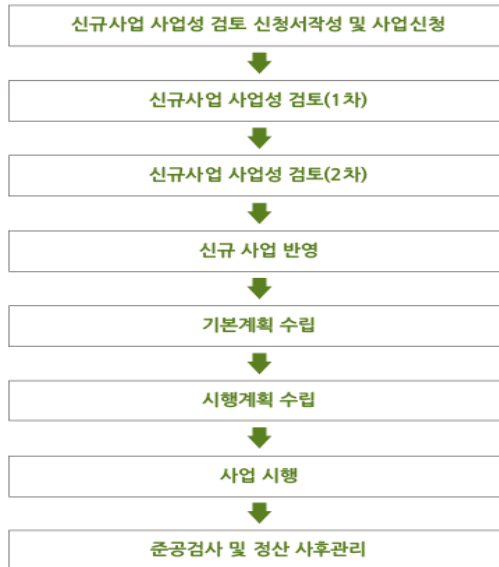 신규사업 사업성 검토 신청서작성 및 사업신청
신규사업 사업성 검토(1차)
신규사업 사업성 검토(2차)
신규 사업 반영
기본계획 수립
시행계획 수립
사업 시행
준공검사 및 정산 사후관리